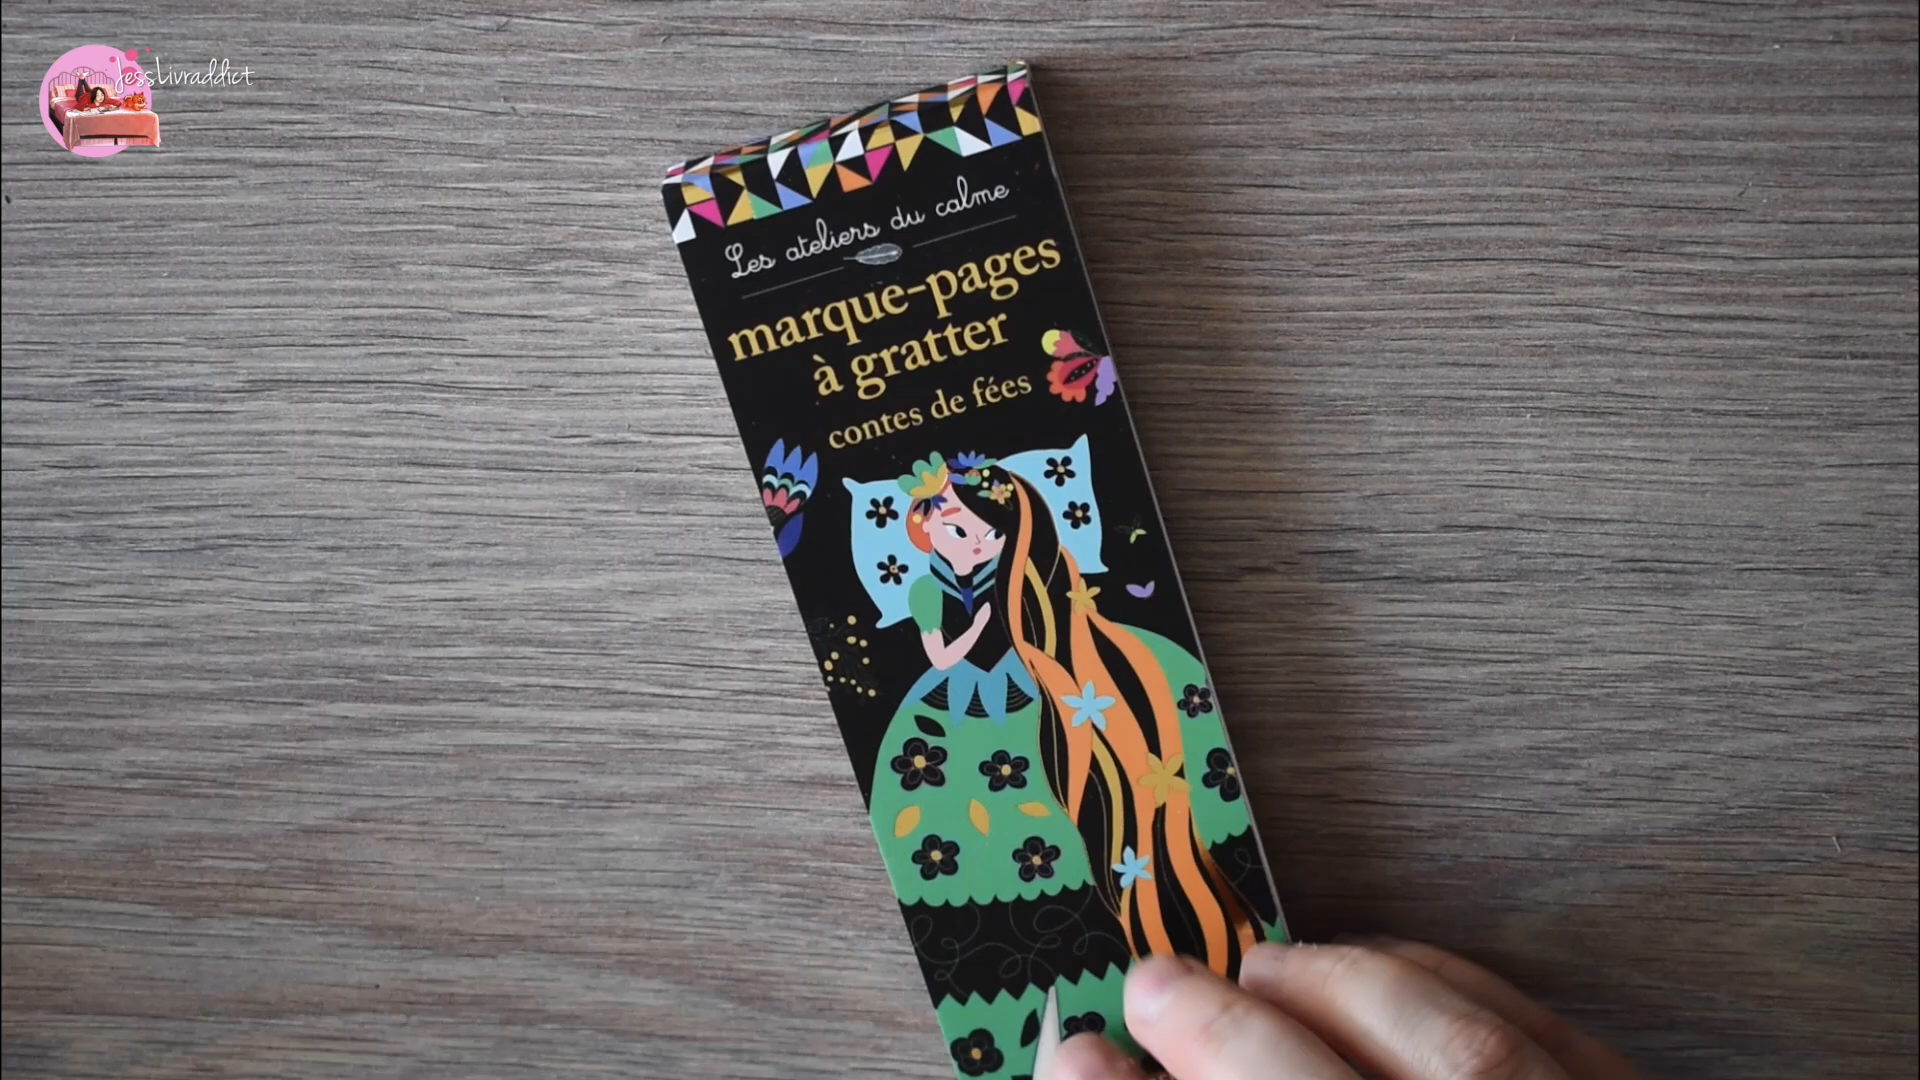 JessLivraddict
Les ateliers du calme
marque-pages
à gratter
contes de fées